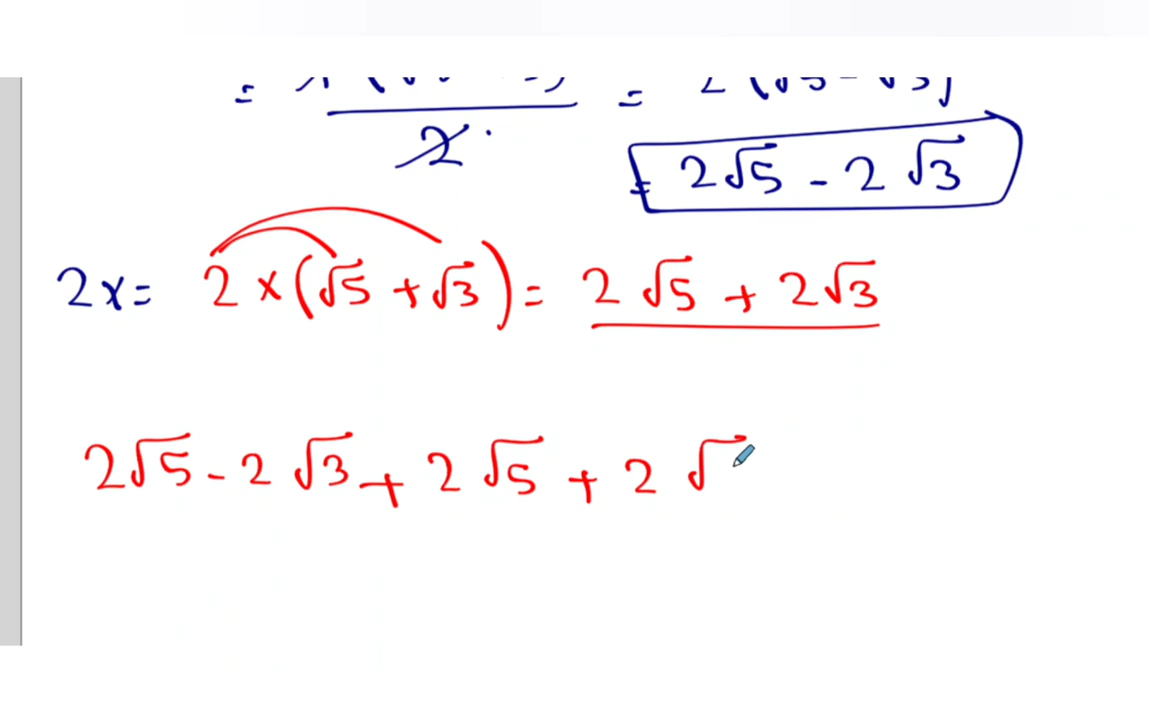 = 2 (√5 - √3)
2
= 2√5 - 2√3
2x = 2 × (√5 + √3) = 2√5 + 2√3
2√5 - 2√3 + 2√5 + 2√